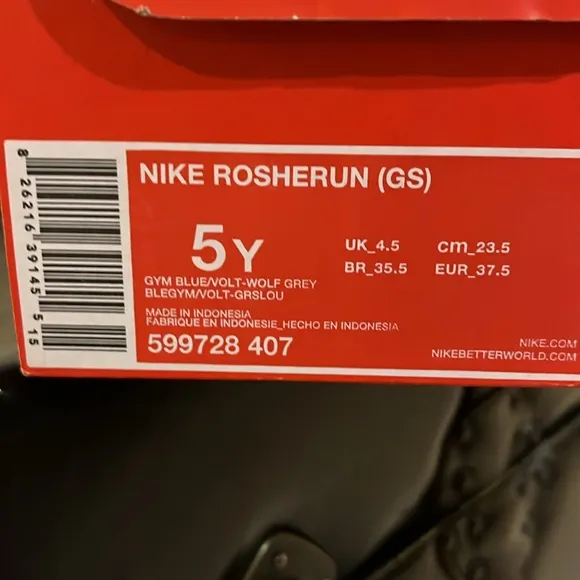 NIKE ROSHERUN (GS)
5Y
UK_4.5 cm_23.5
BR_35.5 EUR_37.5
GYM BLUE/VOLT-WOLF GREY
BLEGYM/VOLT-GRSLOU
MADE IN INDONESIA
FABRIQUE EN INDONESIE_HECHO EN INDONESIA
599728 407
NIKE.COM
NIKEBETTERWORLD.COM
8 26216 39145 5 15